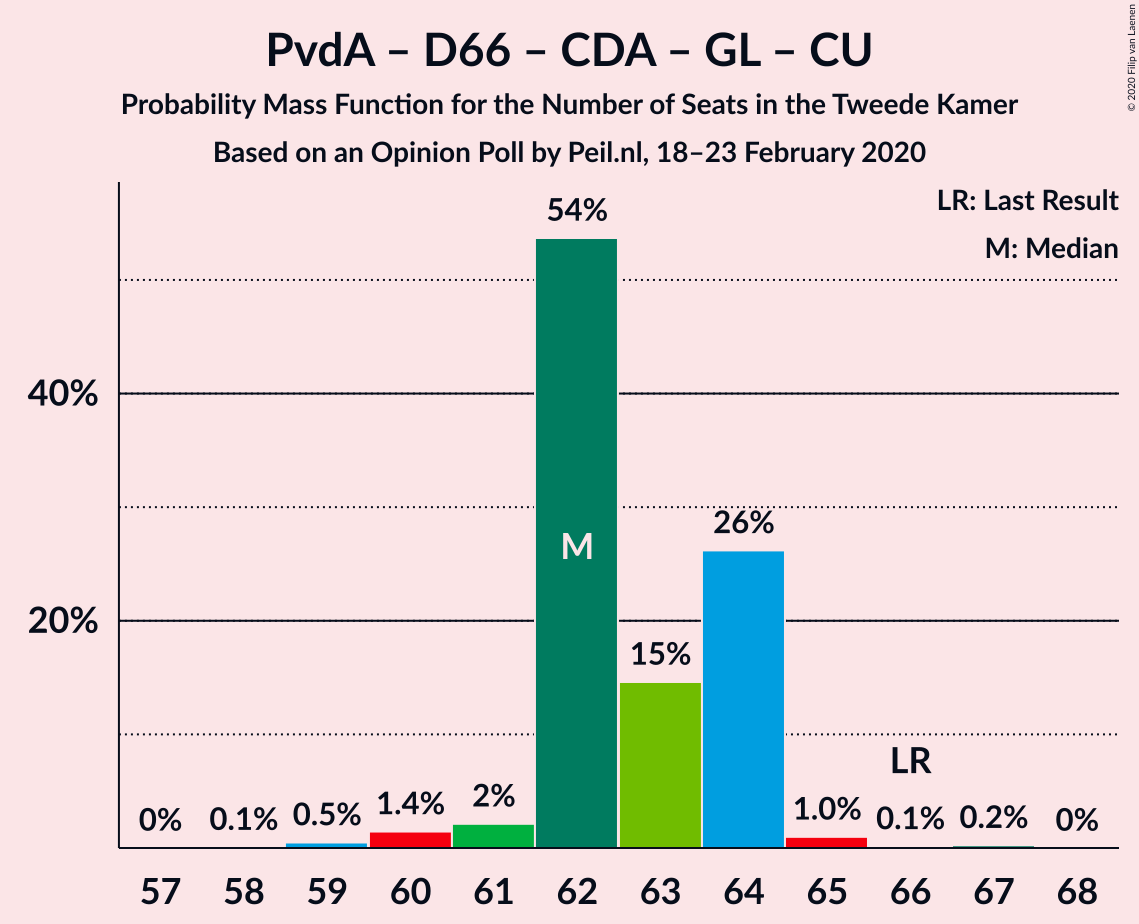 PvdA – D66 – CDA – GL – CU
Probability Mass Function for the Number of Seats in the Tweede Kamer
Based on an Opinion Poll by Peil.nl, 18–23 February 2020
© 2020 Filip van Laenen
LR: Last Result
M: Median
54%
40%
26%
M
20%
15%
LR
0%
0.1%
0.5%
1.4%
2%
1.0%
0.1%
0.2%
0%
57 58 59 60 61 62 63 64 65 66 67 68